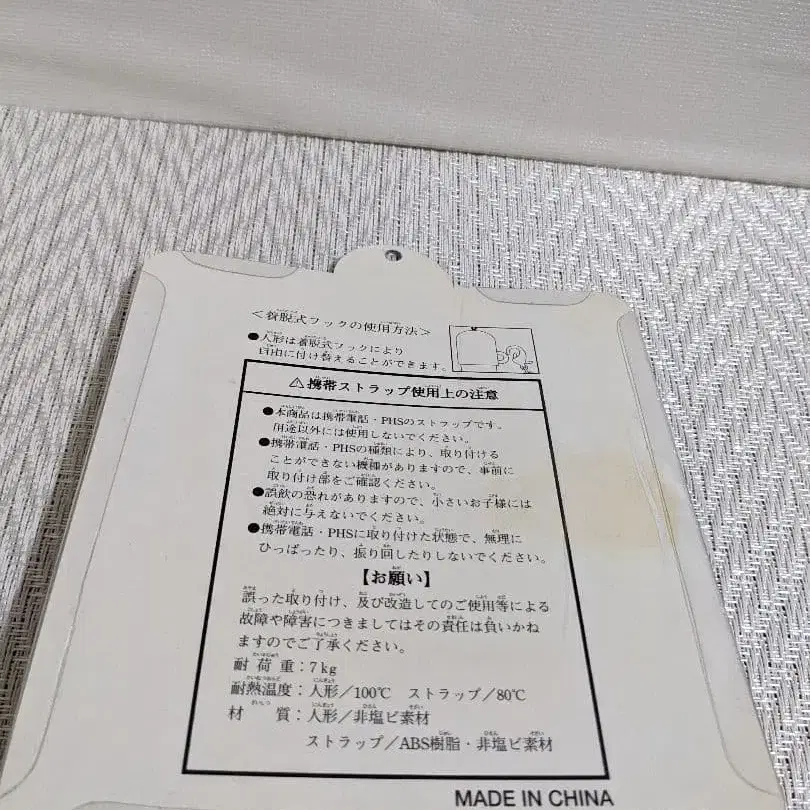 ＜着脱式フックの使用方法＞
●人形は着脱式フックにより
自由に付け替えることができます。
⚠携帯ストラップ使用上の注意
●本商品は携帯電話・PHSのストラップです。
用途以外には使用しないでください。
●携帯電話・PHSの種類により、取り付ける
ことができない機種がありますので、事前に
取り付け部をご確認ください。
●誤飲の恐れがありますので、小さいお子様には
絶対に与えないでください。
●携帯電話・PHSに取り付けた状態で、無理に
ひっぱったり、振り回したりしないでください。
【お願い】
誤った取り付け、及び改造してのご使用等による
故障や障害につきましてはその責任は負いかね
ますのでご了承ください。
耐荷重：7kg
耐熱温度：人形／100℃ ストラップ／80℃
材質：人形／非塩ビ素材
ストラップ／ABS樹脂・非塩ビ素材
MADE IN CHINA